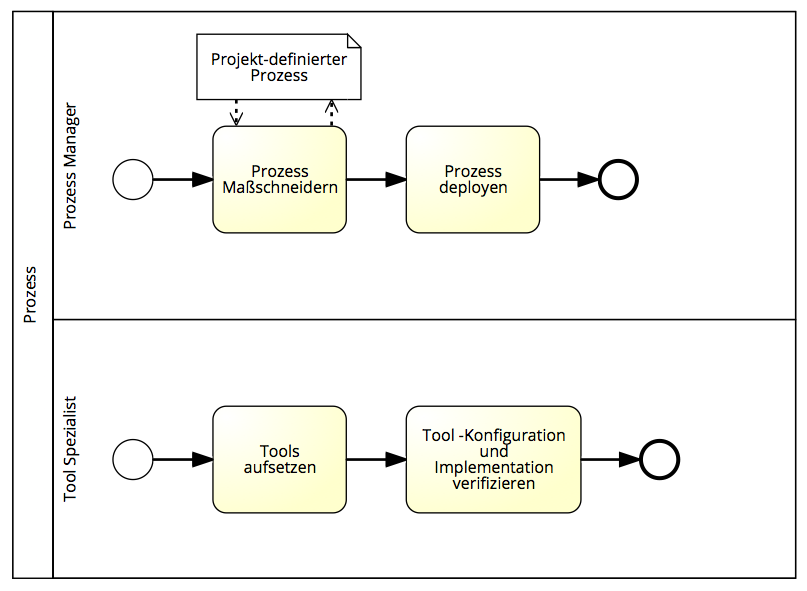 Prozess
Prozess Manager
Projekt-definierter
Prozess
Prozess
Maßschneidern
Prozess
deployen
Tool Spezialist
Tools
aufsetzen
Tool -Konfiguration
und
Implementation
verifizieren